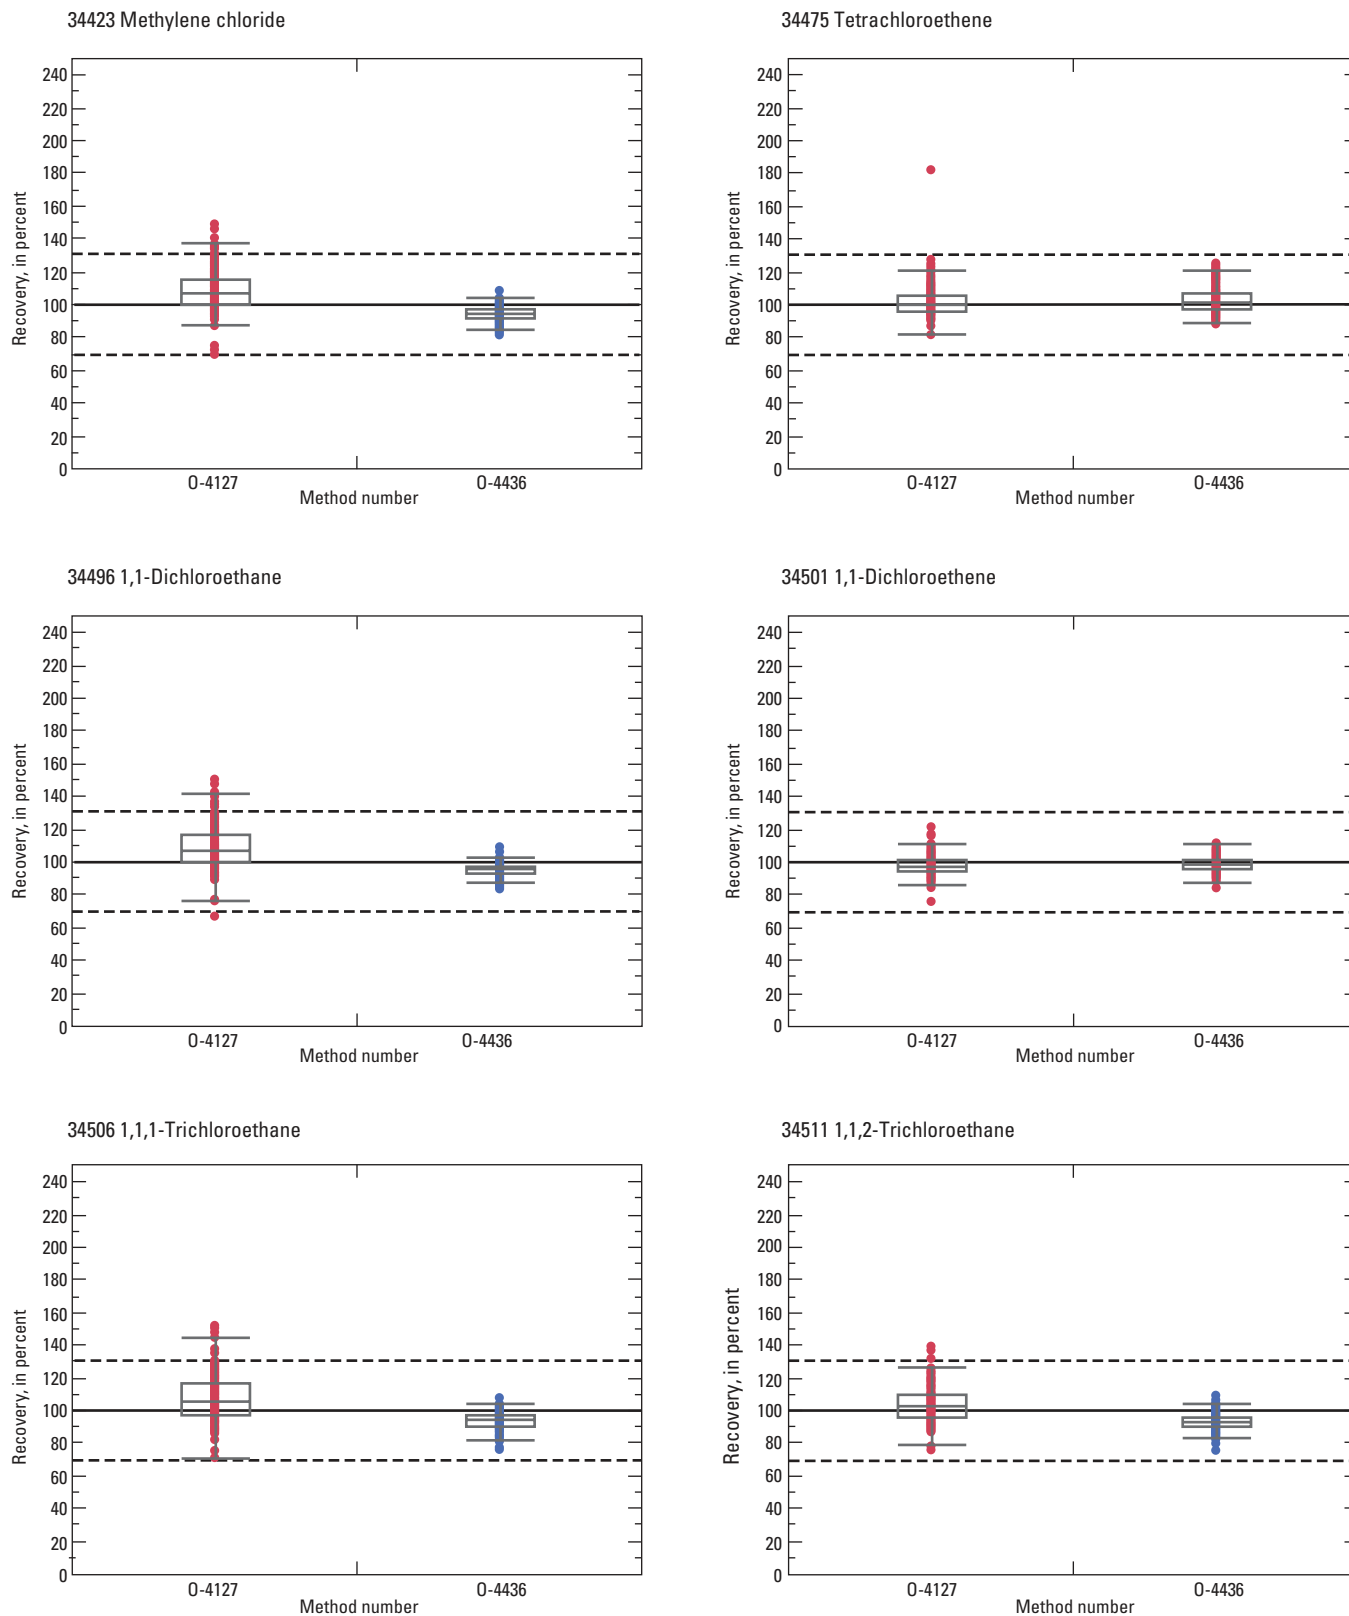 34423 Methylene chloride
240
220
200
180
160
140
120
100
80
60
40
20
0
Recovery, in percent
O-4127
O-4436
Method number
34475 Tetrachloroethene
240
220
200
180
160
140
120
100
80
60
40
20
0
Recovery, in percent
O-4127
O-4436
Method number
34496 1,1-Dichloroethane
240
220
200
180
160
140
120
100
80
60
40
20
0
Recovery, in percent
O-4127
O-4436
Method number
34501 1,1-Dichloroethene
240
220
200
180
160
140
120
100
80
60
40
20
0
Recovery, in percent
O-4127
O-4436
Method number
34506 1,1,1-Trichloroethane
240
220
200
180
160
140
120
100
80
60
40
20
0
Recovery, in percent
O-4127
O-4436
Method number
34511 1,1,2-Trichloroethane
240
220
200
180
160
140
120
100
80
60
40
20
0
Recovery, in percent
O-4127
O-4436
Method number